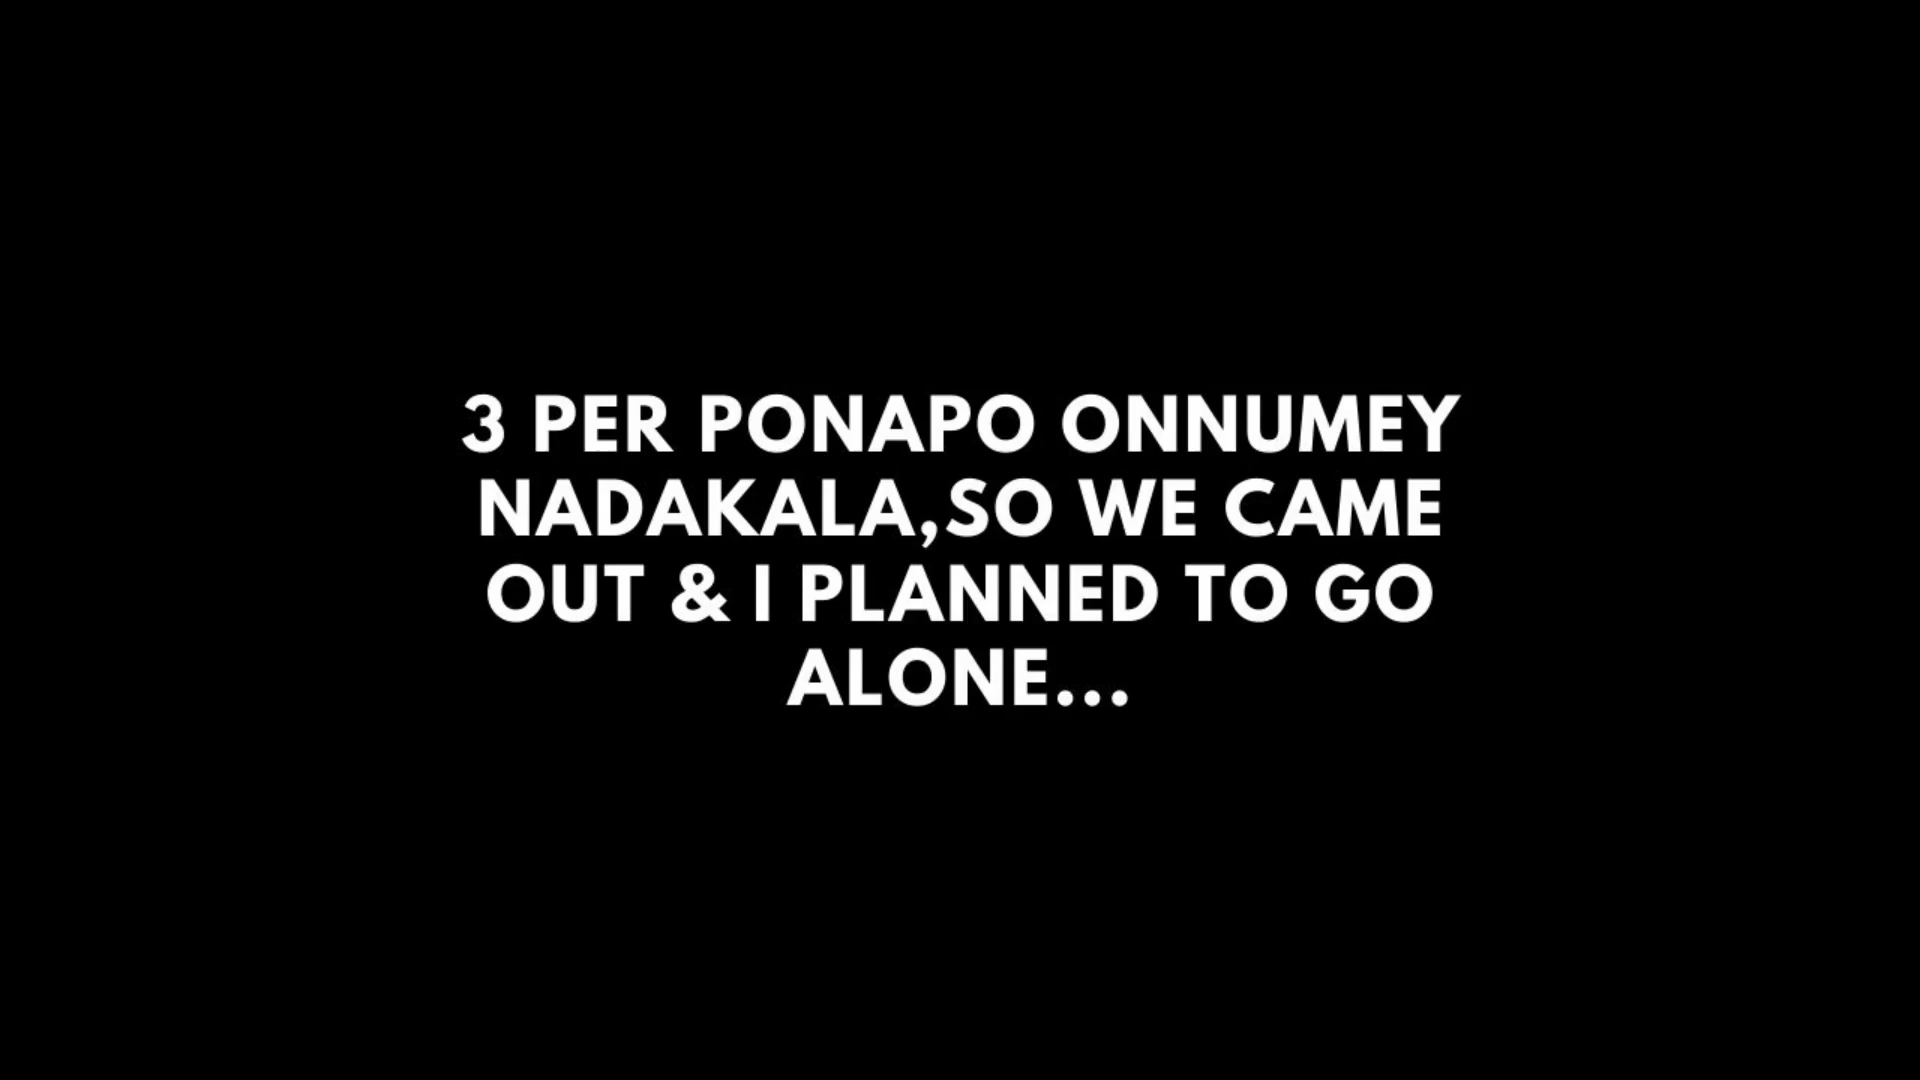 3 PER PONAPO ONNUMEY
NADAKALA,SO WE CAME
OUT & I PLANNED TO GO
ALONE...